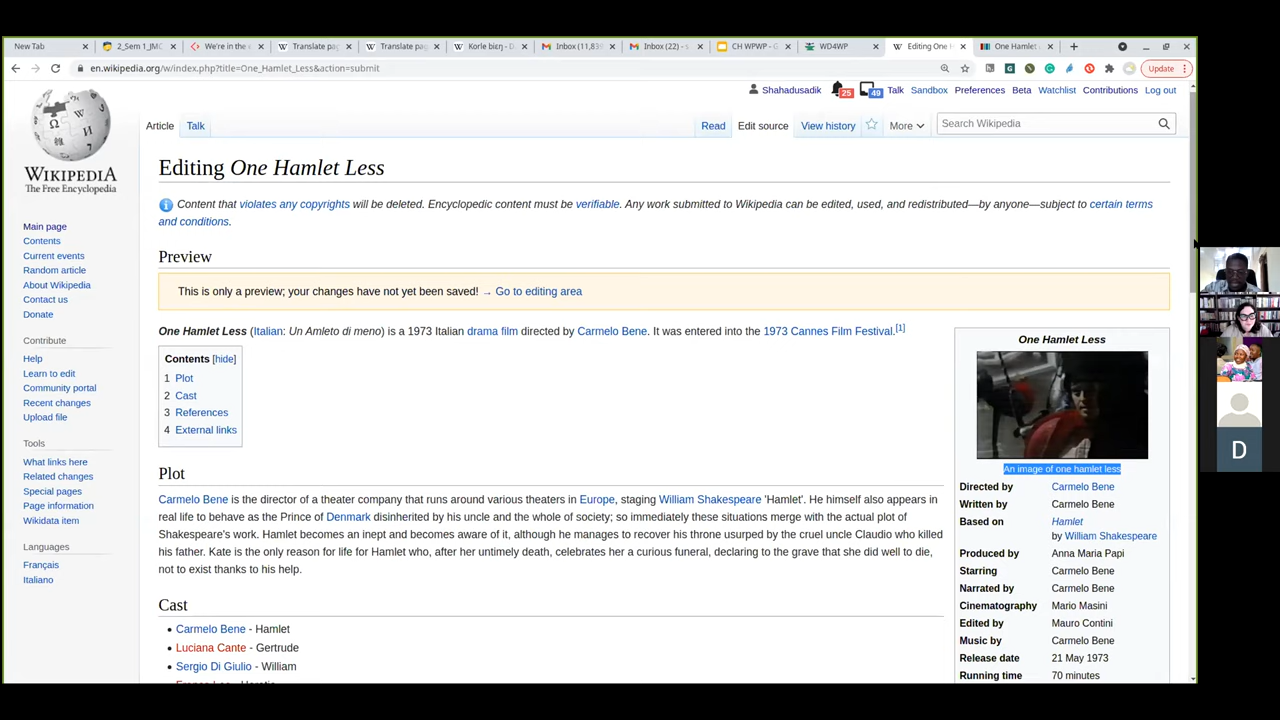 New Tab
2_Sem 1_JMC
We're in the
Translate pag
Translate pag
Korle bıɛŋ - D
Inbox (11,83
Inbox (22) - s
CH WPWP - G
WD4WP
Editing One H
One Hamlet
en.wikipedia.org/w/index.php?title=One_Hamlet_Less&action=submit
Update
Shahadusadik 25 49 Talk Sandbox Preferences Beta Watchlist Contributions Log out
Article Talk Read Edit source View history More Search Wikipedia
WIKIPEDIA
The Free Encyclopedia
Main page
Contents
Current events
Random article
About Wikipedia
Contact us
Donate
Contribute
Help
Learn to edit
Community portal
Recent changes
Upload file
Tools
What links here
Related changes
Special pages
Page information
Wikidata item
Languages
Français
Italiano
Editing One Hamlet Less
Content that violates any copyrights will be deleted. Encyclopedic content must be verifiable. Any work submitted to Wikipedia can be edited, used, and redistributed—by anyone—subject to certain terms
and conditions.
Preview
This is only a preview; your changes have not yet been saved! → Go to editing area
One Hamlet Less (Italian: Un Amleto di meno) is a 1973 Italian drama film directed by Carmelo Bene. It was entered into the 1973 Cannes Film Festival.[1]
Contents [hide]
1 Plot
2 Cast
3 References
4 External links
Plot
Carmelo Bene is the director of a theater company that runs around various theaters in Europe, staging William Shakespeare 'Hamlet'. He himself also appears in
real life to behave as the Prince of Denmark disinherited by his uncle and the whole of society; so immediately these situations merge with the actual plot of
Shakespeare's work. Hamlet becomes an inept and becomes aware of it, although he manages to recover his throne usurped by the cruel uncle Claudio who killed
his father. Kate is the only reason for life for Hamlet who, after her untimely death, celebrates her a curious funeral, declaring to the grave that she did well to die,
not to exist thanks to his help.
Cast
Carmelo Bene - Hamlet
Luciana Cante - Gertrude
Sergio Di Giulio - William
One Hamlet Less
An image of one hamlet less
Directed by Carmelo Bene
Written by Carmelo Bene
Based on Hamlet
by William Shakespeare
Produced by Anna Maria Papi
Starring Carmelo Bene
Narrated by Carmelo Bene
Cinematography Mario Masini
Edited by Mauro Contini
Music by Carmelo Bene
Release date 21 May 1973
Running time 70 minutes
D